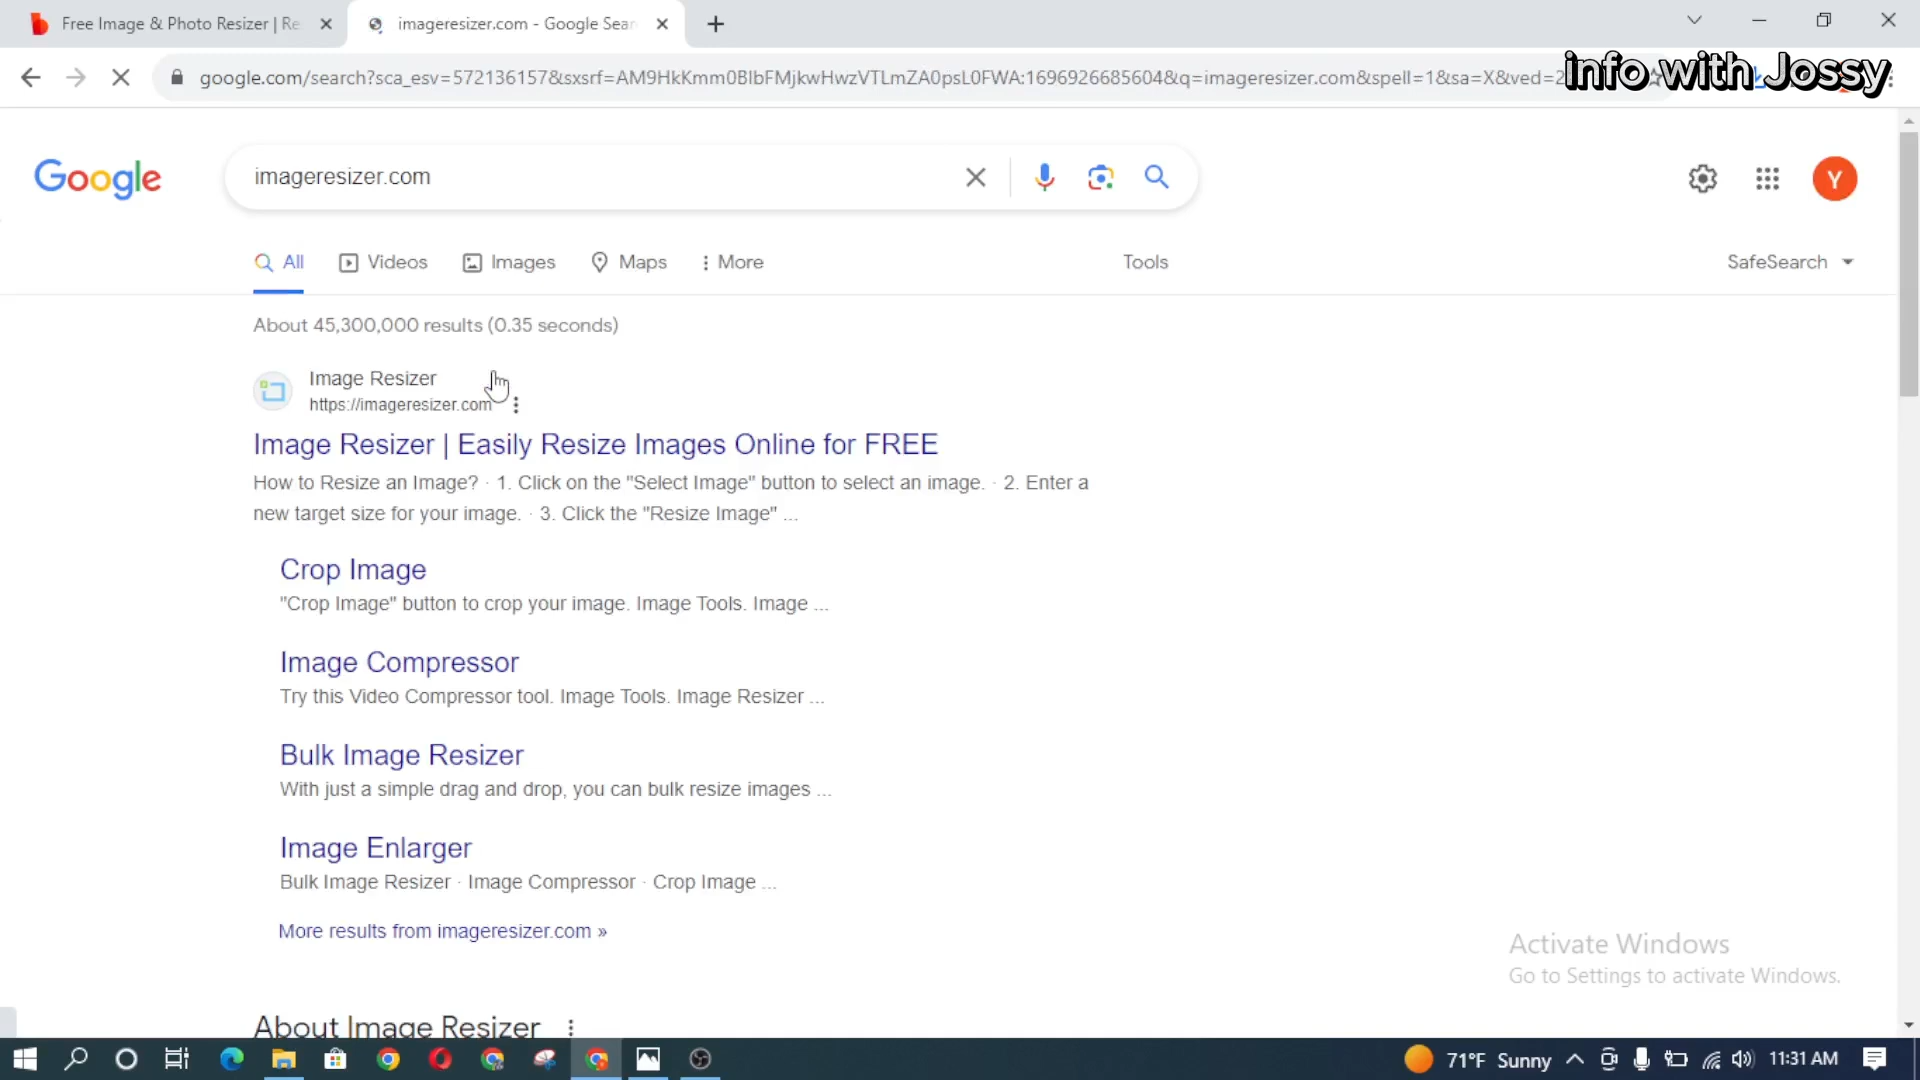 Free Image & Photo Resizer | Re
imageresizer.com - Google Sear
google.com/search?sca_esv=572136157&sxsrf=AM9HkKmm0BlbFMjkwHwzVTLmZA0psL0FWA:1696926685604&q=imageresizer.com&spell=1&sa=X&ved=2
info with Jossy
Google
imageresizer.com
Y
All
Videos
Images
Maps
More
Tools
SafeSearch
About 45,300,000 results (0.35 seconds)
Image Resizer
https://imageresizer.com
Image Resizer | Easily Resize Images Online for FREE
How to Resize an Image? · 1. Click on the "Select Image" button to select an image. · 2. Enter a
new target size for your image. · 3. Click the "Resize Image" ...
Crop Image
"Crop Image" button to crop your image. Image Tools. Image ...
Image Compressor
Try this Video Compressor tool. Image Tools. Image Resizer ...
Bulk Image Resizer
With just a simple drag and drop, you can bulk resize images ...
Image Enlarger
Bulk Image Resizer · Image Compressor · Crop Image ...
More results from imageresizer.com »
Activate Windows
Go to Settings to activate Windows.
About Image Resizer
71°F Sunny
11:31 AM